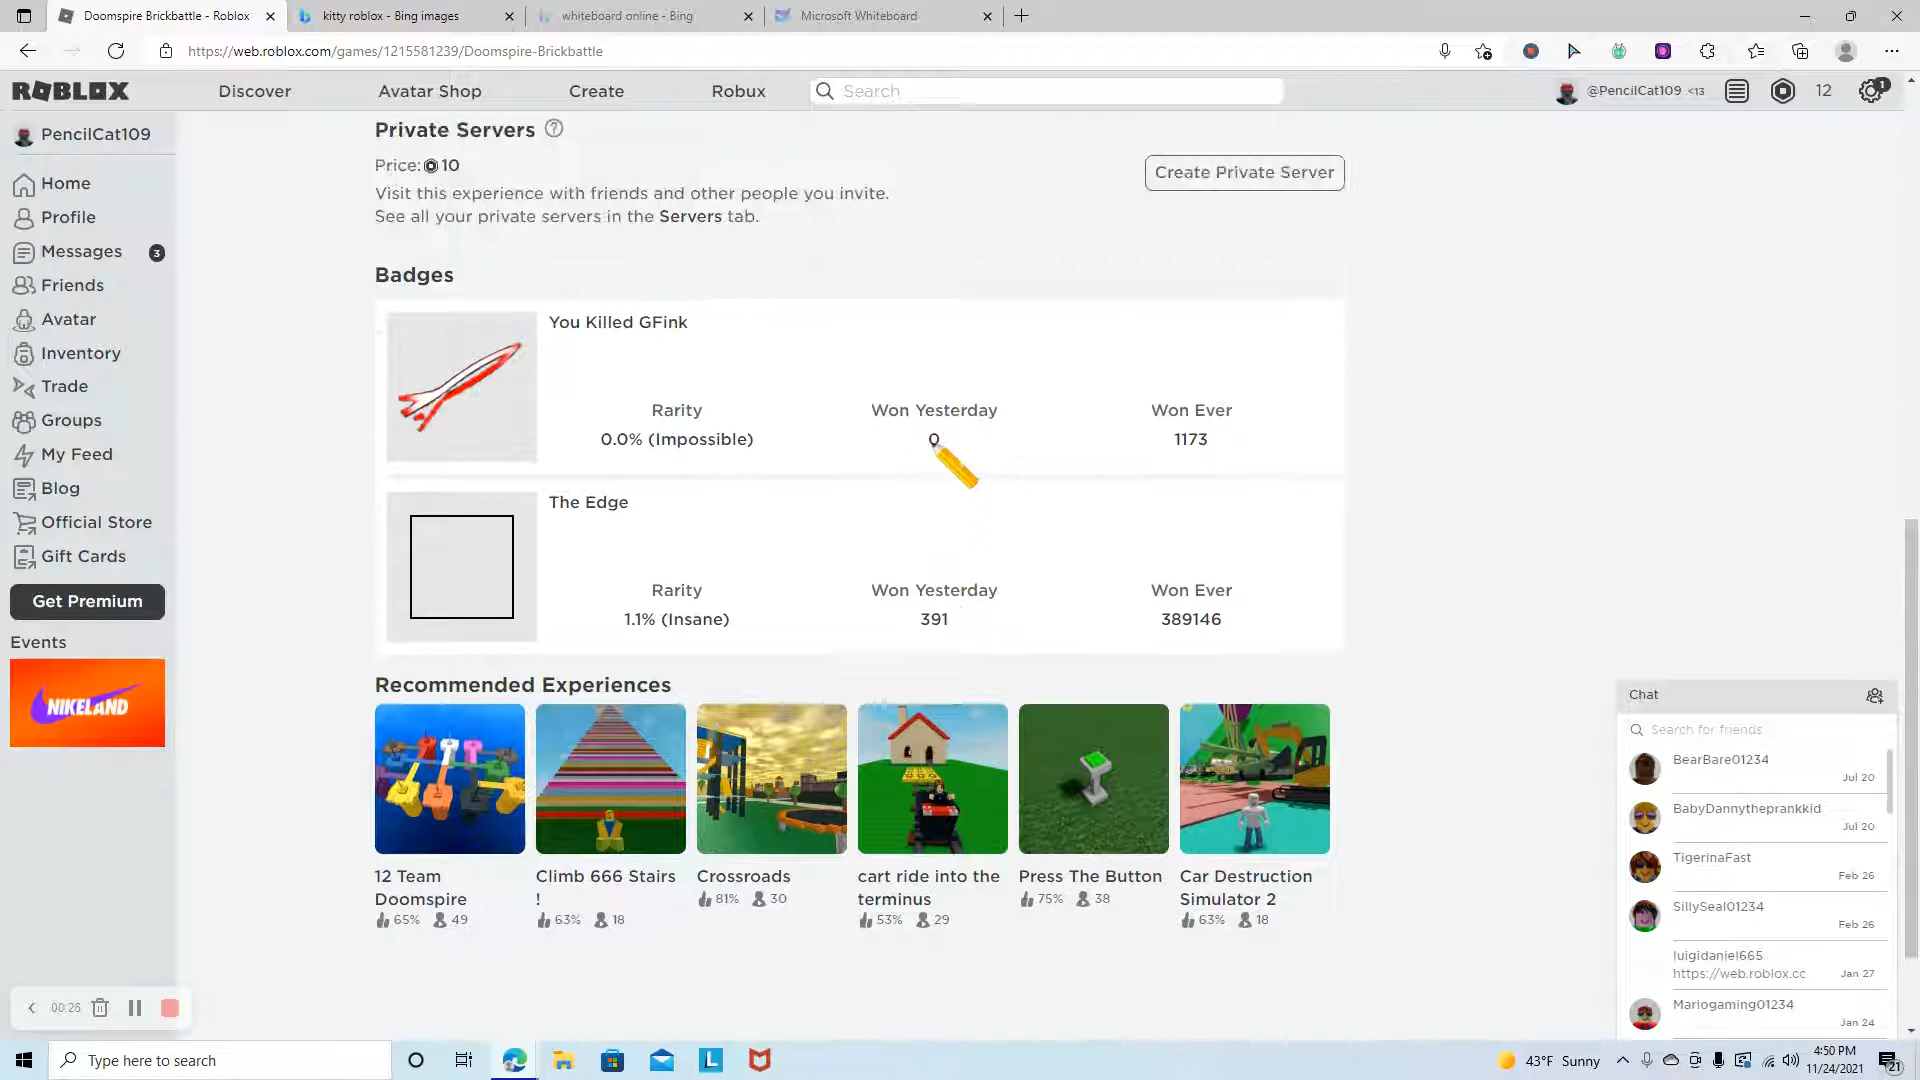 Doomspire Brickbattle - Roblox
kitty roblox - Bing images
whiteboard online - Bing
Microsoft Whiteboard
https://web.roblox.com/games/1215581239/Doomspire-Brickbattle
ROBLOX
Discover
Avatar Shop
Create
Robux
Search
@PencilCat109 <13
12
1
PencilCat109
Home
Profile
Messages 3
Friends
Avatar
Inventory
Trade
Groups
My Feed
Blog
Official Store
Gift Cards
Get Premium
Events
NIKELAND
Private Servers
Price: 10
Visit this experience with friends and other people you invite.
See all your private servers in the Servers tab.
Create Private Server
Badges
You Killed GFink
Rarity Won Yesterday Won Ever
0.0% (Impossible) 0 1173
The Edge
Rarity Won Yesterday Won Ever
1.1% (Insane) 391 389146
Recommended Experiences
12 Team
Doomspire
65% 49
Climb 666 Stairs
!
63% 18
Crossroads
81% 30
cart ride into the
terminus
53% 29
Press The Button
75% 38
Car Destruction
Simulator 2
63% 18
Chat
Search for friends
BearBare01234
Jul 20
BabyDannytheprankkid
Jul 20
TigerinaFast
Feb 26
SillySeal01234
Feb 26
luigidaniel665
https://web.roblox.cc Jan 27
Mariogaming01234
Jan 24
00:26
Type here to search
L
43°F Sunny
4:50 PM
11/24/2021
21